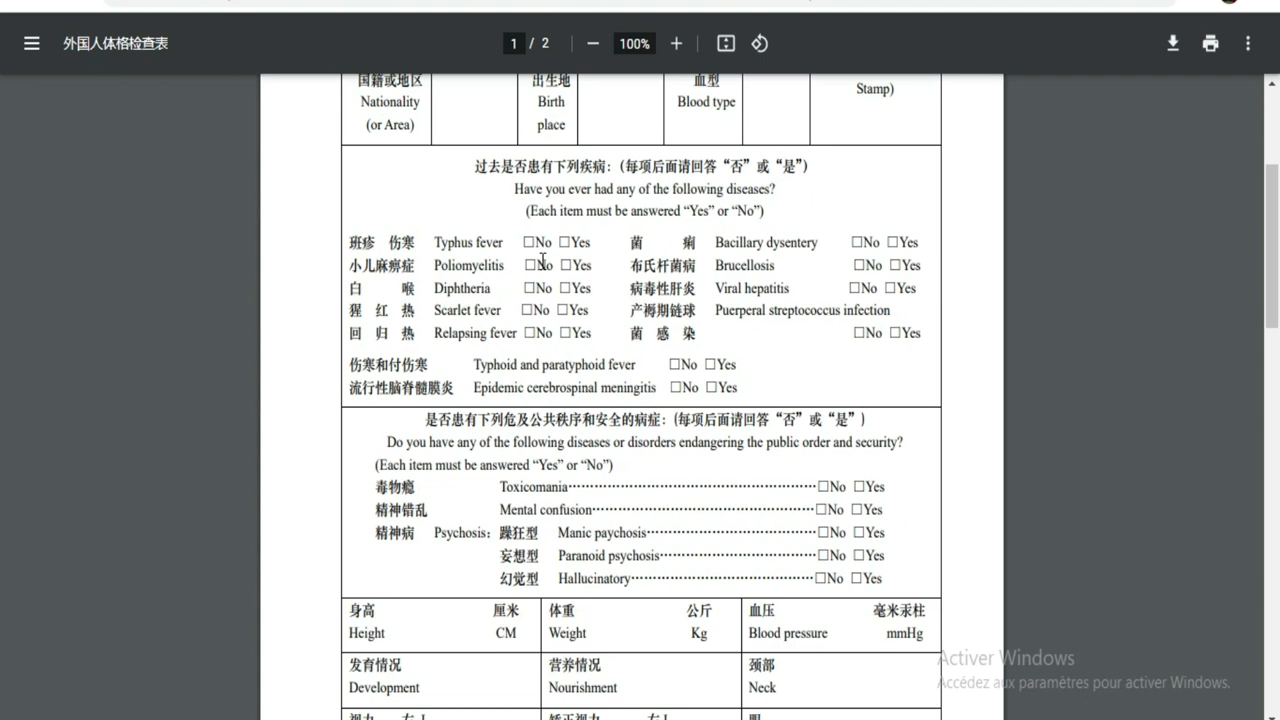 外国人体格检查表
1 / 2
100%
国籍或地区
Nationality
(or Area)
出生地
Birth
place
血型
Blood type
Stamp)
过去是否患有下列疾病：（每项后面请回答“否”或“是”）
Have you ever had any of the following diseases?
(Each item must be answered “Yes” or “No”)
班疹 伤寒 Typhus fever □No □Yes 菌 痢 Bacillary dysentery □No □Yes
小儿麻痹症 Poliomyelitis □No □Yes 布氏杆菌病 Brucellosis □No □Yes
白 喉 Diphtheria □No □Yes 病毒性肝炎 Viral hepatitis □No □Yes
猩 红 热 Scarlet fever □No □Yes 产褥期链球 Puerperal streptococcus infection
回 归 热 Relapsing fever □No □Yes 菌 感 染 □No □Yes
伤寒和付伤寒 Typhoid and paratyphoid fever □No □Yes
流行性脑脊髓膜炎 Epidemic cerebrospinal meningitis □No □Yes
是否患有下列危及公共秩序和安全的病症：（每项后面请回答“否”或“是”）
Do you have any of the following diseases or disorders endangering the public order and security?
(Each item must be answered “Yes” or “No”)
毒物瘾 Toxicomania········□No □Yes
精神错乱 Mental confusion········□No □Yes
精神病 Psychosis: 躁狂型 Manic paychosis········□No □Yes
妄想型 Paranoid psychosis········□No □Yes
幻觉型 Hallucinatory········□No □Yes
身高 厘米 体重 公斤 血压 毫米汞柱
Height CM Weight Kg Blood pressure mmHg
发育情况 营养情况 颈部
Development Nourishment Neck
Activer Windows
Accédez aux paramètres pour activer Windows.